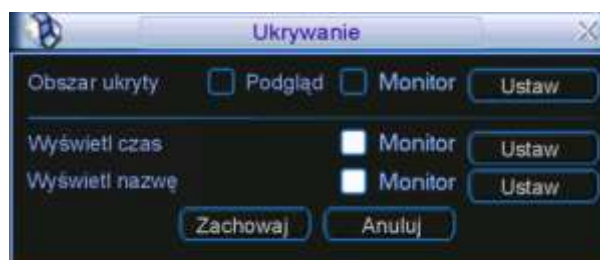 Ukrywanie
Obszar ukryty Podgląd Monitor Ustaw
Wyświetl czas Monitor Ustaw
Wyświetl nazwę Monitor Ustaw
Zachowaj Anuluj